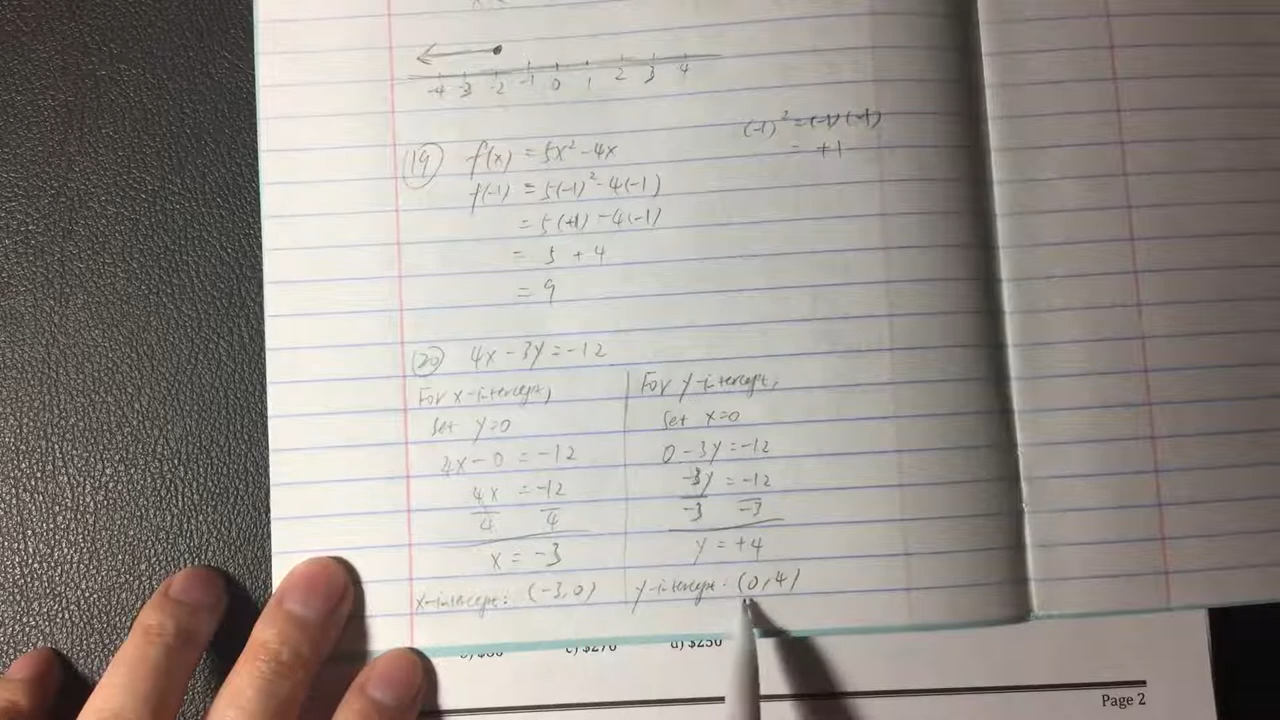 -4 -3 -2 -1 0 1 2 3 4
(19) f(x) = 5x² - 4x
f(-1) = 5(-1)² - 4(-1)
= 5(+1) - 4(-1)
= 5 + 4
= 9
(-1)² = (-1)(-1)
= +1
(20) 4x - 3y = -12
For x-intercept,
set y=0
4x - 0 = -12
4x = -12
4 4
x = -3
x-intercept: (-3,0)
For y-intercept,
set x=0
0 - 3y = -12
-3y = -12
-3 -3
y = +4
y-intercept: (0,4)
c) $270 d) $250
Page 2